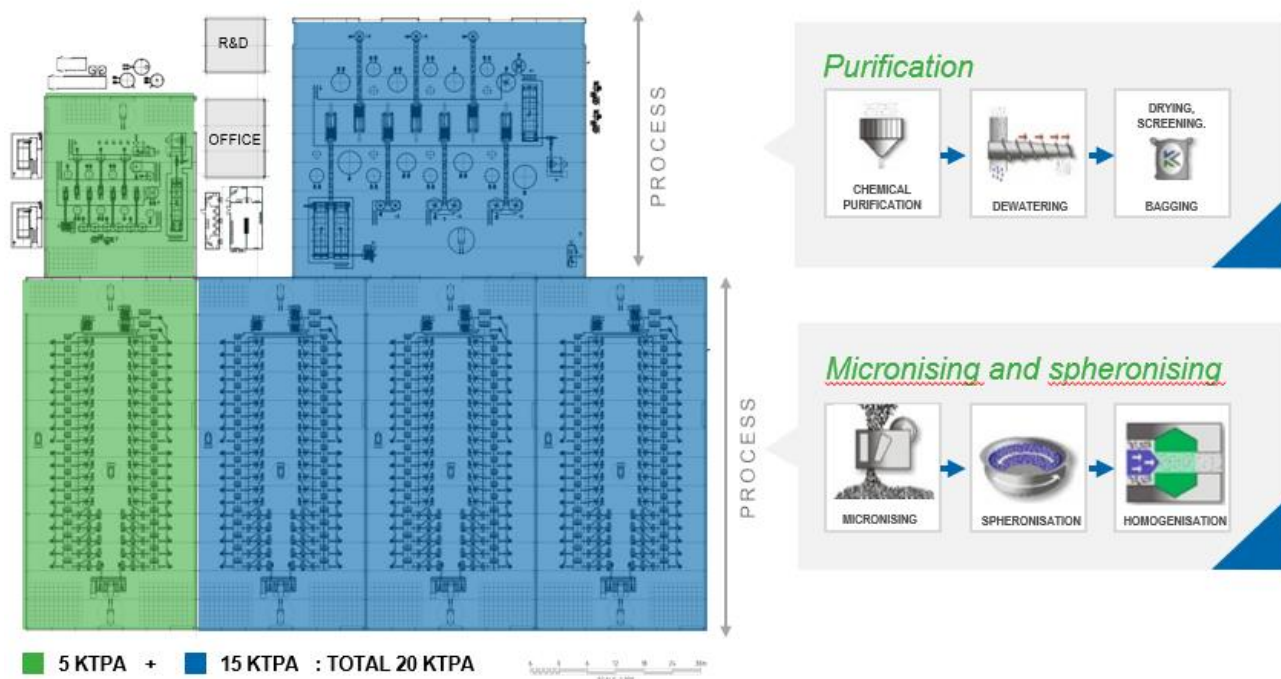 R&D
OFFICE
PROCESS
PROCESS
Purification
CHEMICAL
PURIFICATION
DEWATERING
DRYING,
SCREENING.
BAGGING
Micronising and spheronising
MICRONISING
SPHERONISATION
HOMOGENISATION
5 KTPA + 15 KTPA : TOTAL 20 KTPA